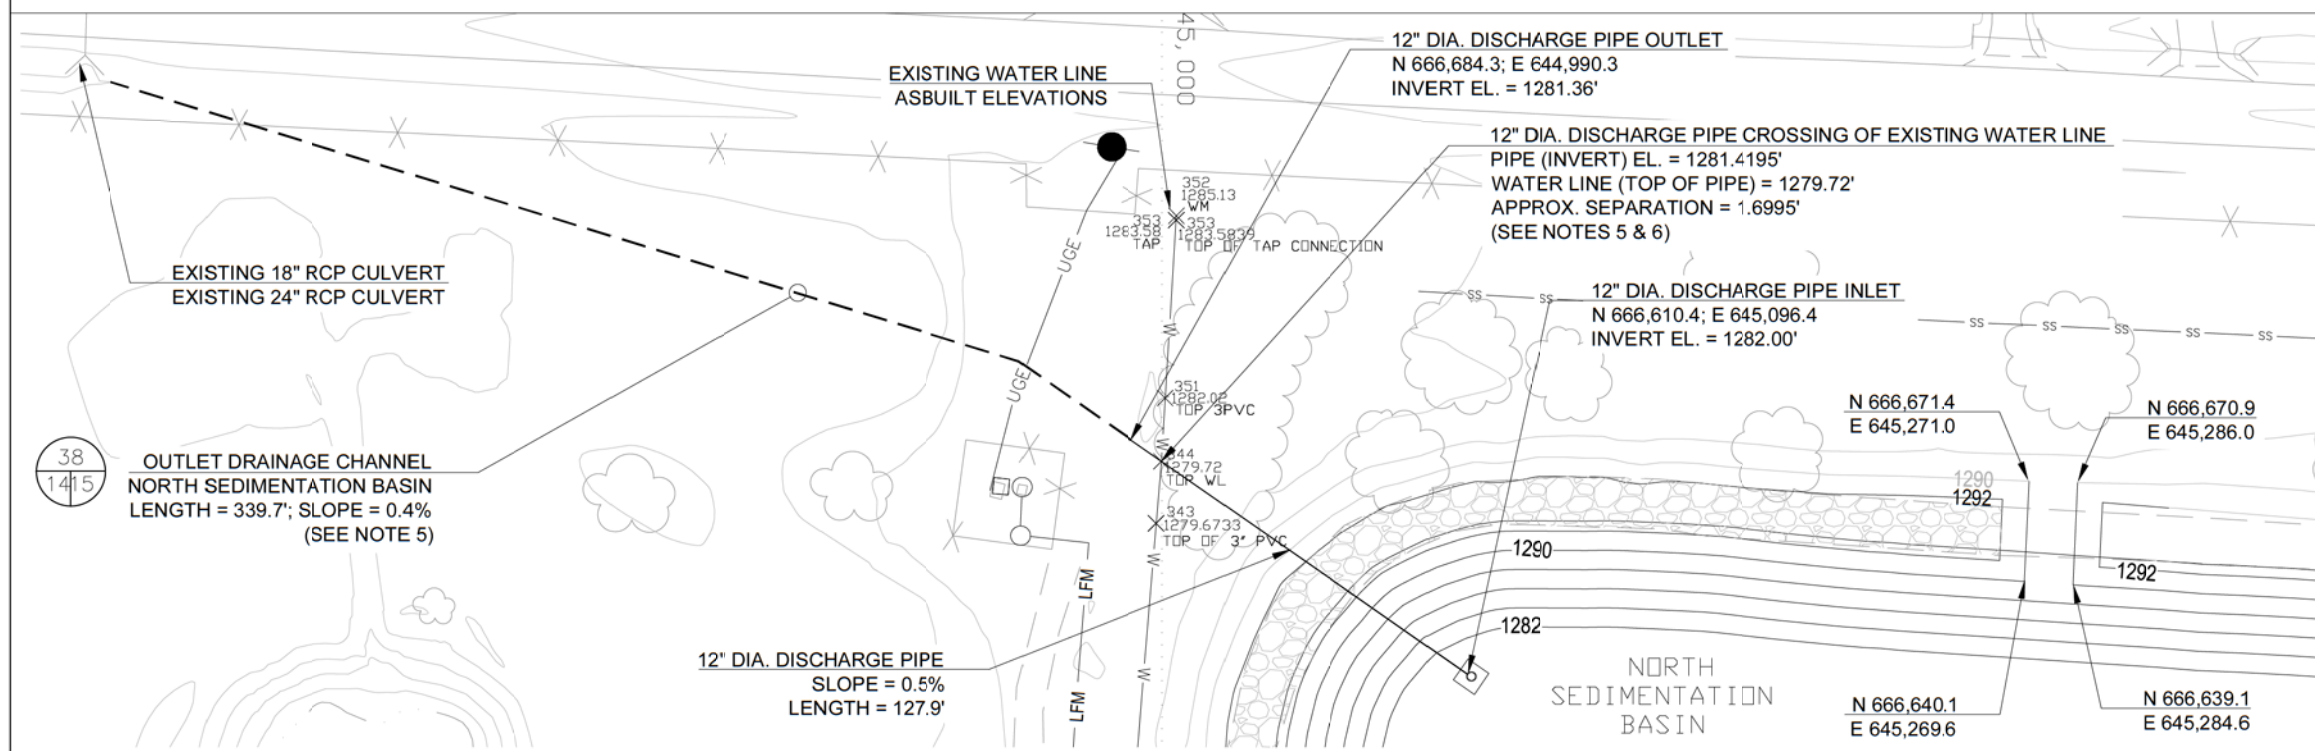 45,000
12" DIA. DISCHARGE PIPE OUTLET
N 666,684.3; E 644,990.3
INVERT EL. = 1281.36'
EXISTING WATER LINE
ASBUILT ELEVATIONS
12" DIA. DISCHARGE PIPE CROSSING OF EXISTING WATER LINE
PIPE (INVERT) EL. = 1281.4195'
WATER LINE (TOP OF PIPE) = 1279.72'
APPROX. SEPARATION = 1.6995'
(SEE NOTES 5 & 6)
352
1285.13
WM
353
1283.58
TAP
353
1283.5839
TOP OF TAP CONNECTION
UGE
EXISTING 18" RCP CULVERT
EXISTING 24" RCP CULVERT
12" DIA. DISCHARGE PIPE INLET
N 666,610.4; E 645,096.4
INVERT EL. = 1282.00'
SS
SS
SS
SS
SS
SS
SS
W
UGE
351
1282.02
TOP 3PVC
N 666,671.4
E 645,271.0
N 666,670.9
E 645,286.0
W
344
1279.72
TOP WL
38
1415
OUTLET DRAINAGE CHANNEL
NORTH SEDIMENTATION BASIN
LENGTH = 339.7'; SLOPE = 0.4%
(SEE NOTE 5)
1290
1292
343
1279.6733
TOP OF 3" PVC
W
1290
1292
LFM
1282
12" DIA. DISCHARGE PIPE
SLOPE = 0.5%
LENGTH = 127.9'
W
LFM
NORTH
SEDIMENTATION
BASIN
N 666,640.1
E 645,269.6
N 666,639.1
E 645,284.6